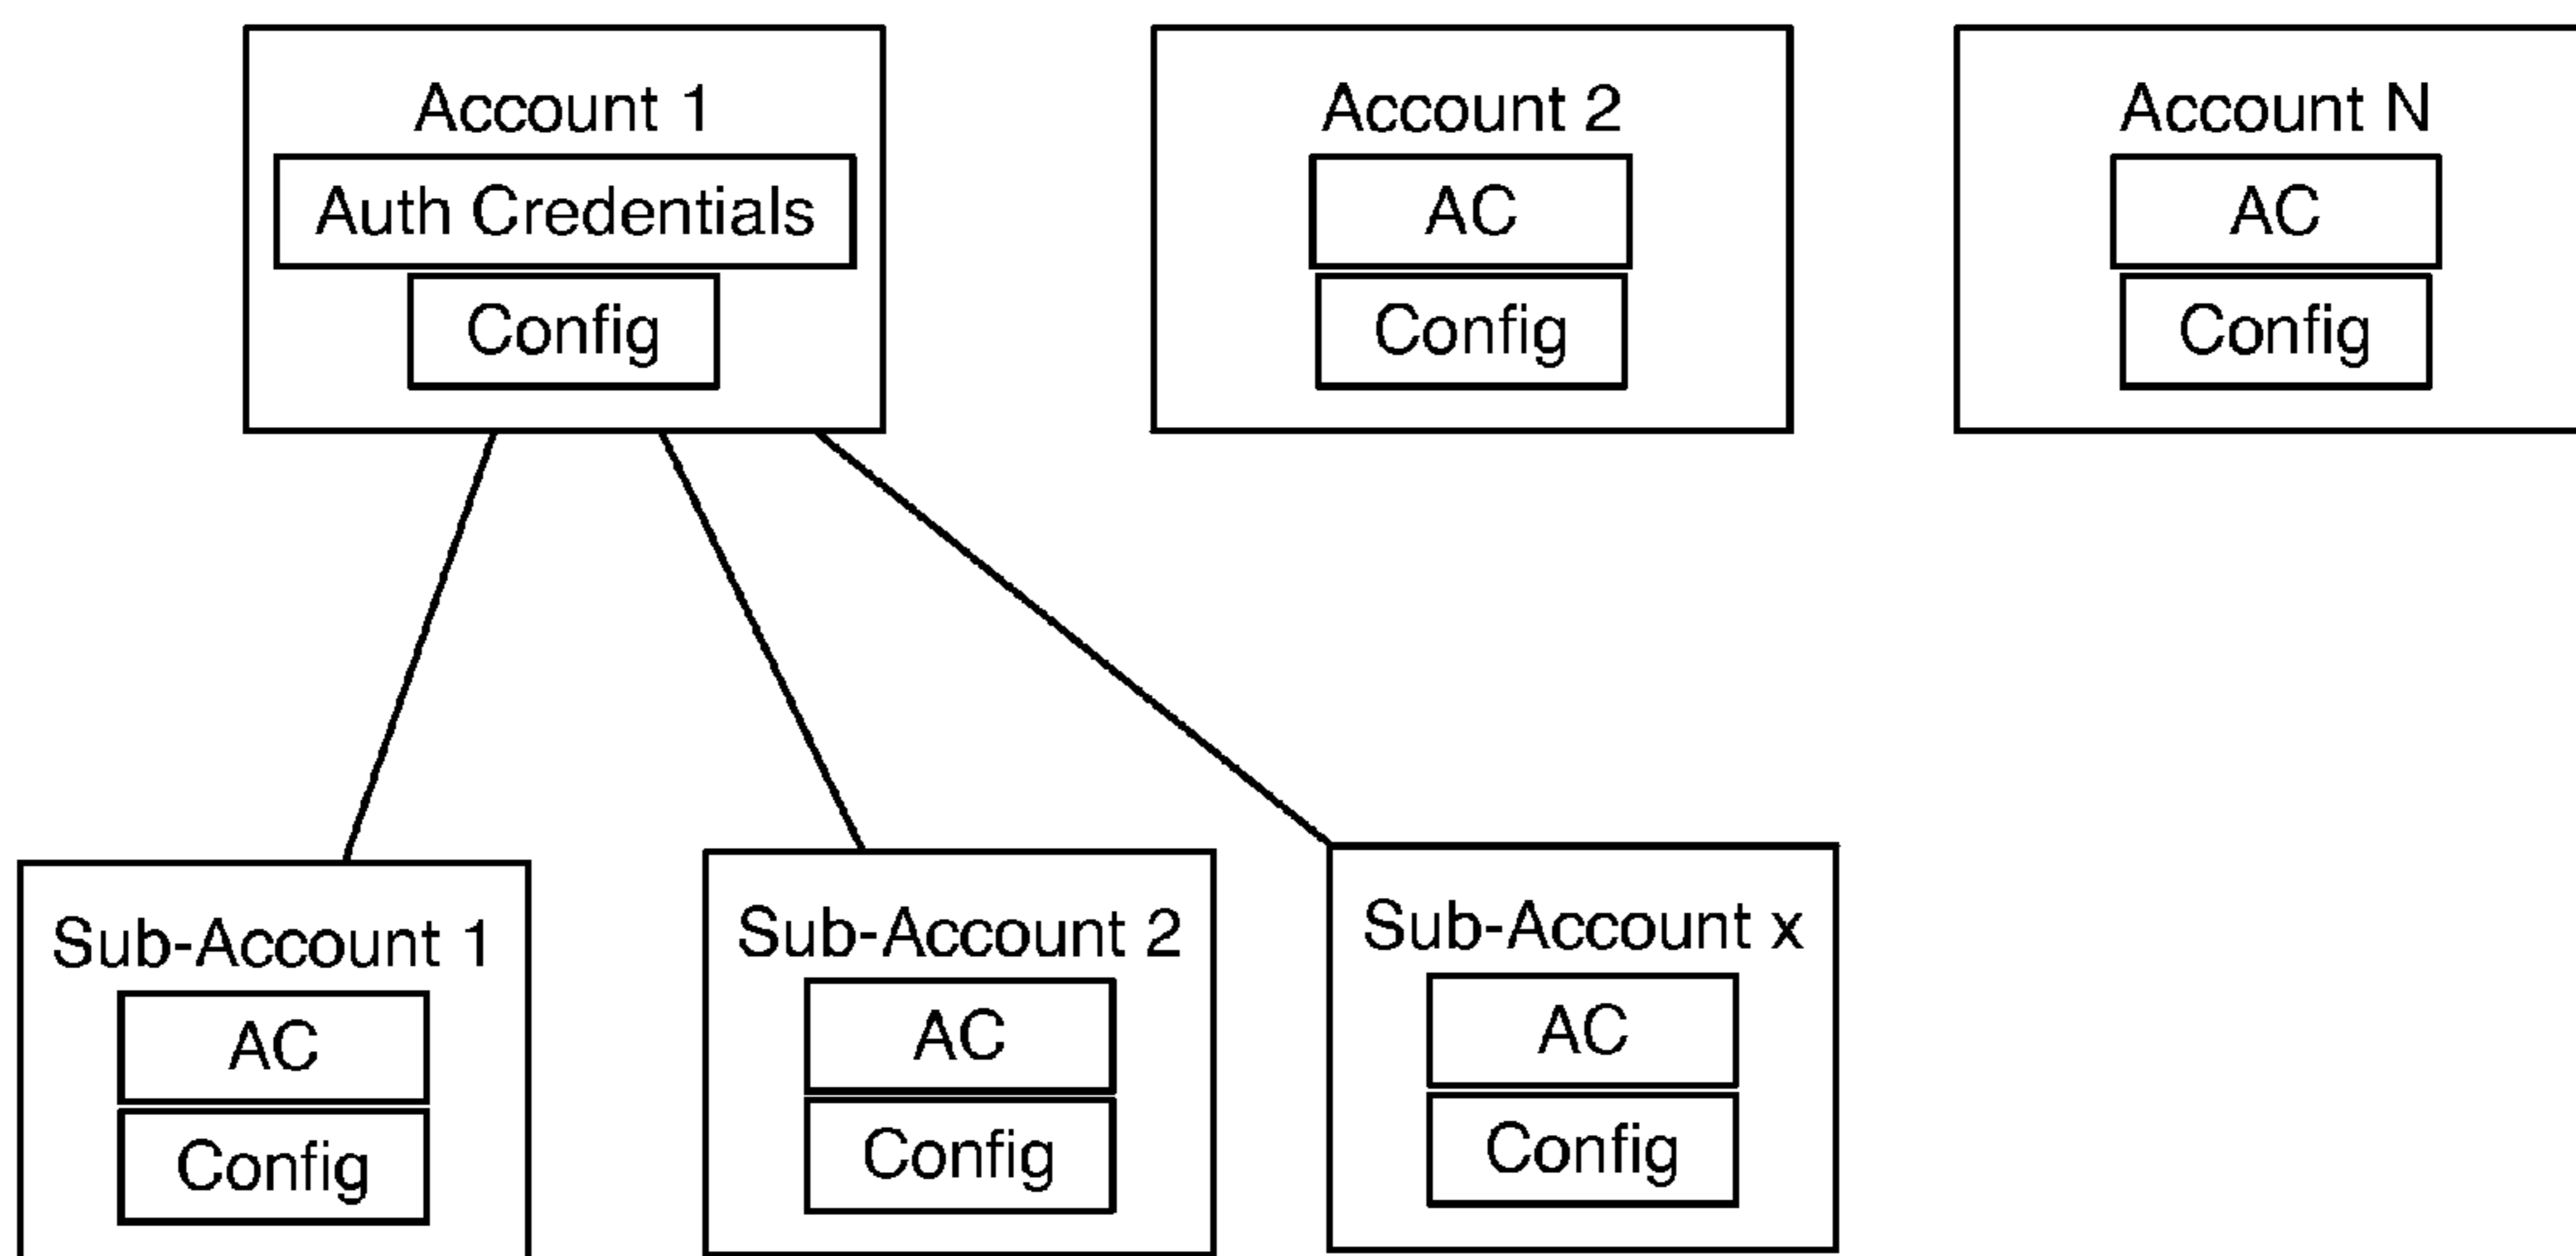 Account 1
Auth Credentials
Config
Account 2
AC
Config
Account N
AC
Config
Sub-Account 1
AC
Config
Sub-Account 2
AC
Config
Sub-Account x
AC
Config